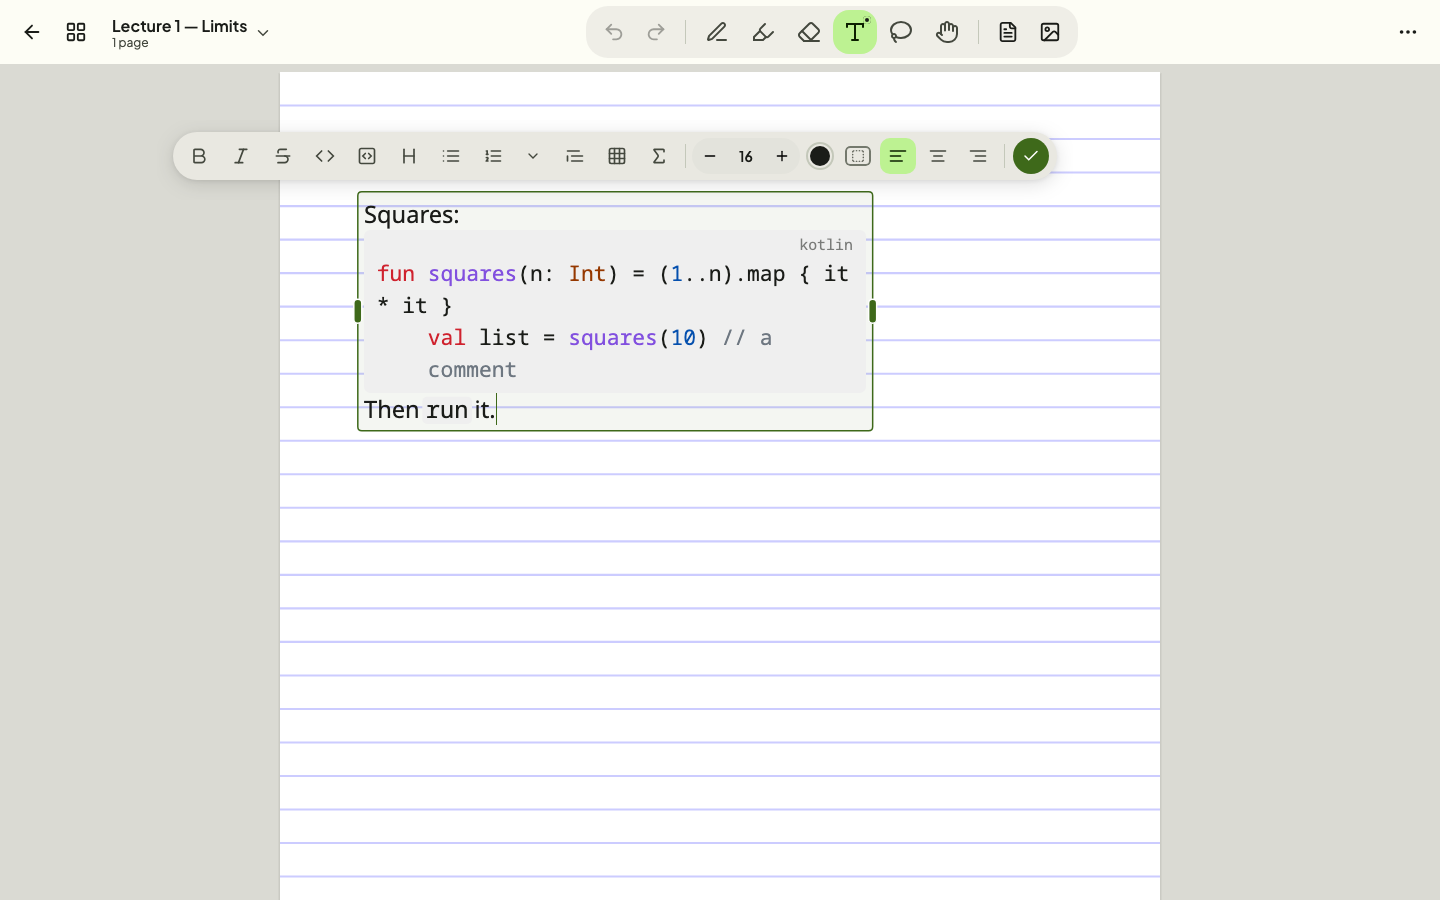 Lecture 1 — Limits
1 page
16
Squares:
kotlin
fun squares(n: Int) = (1..n).map { it
* it }
    val list = squares(10) // a
    comment
Then run it.